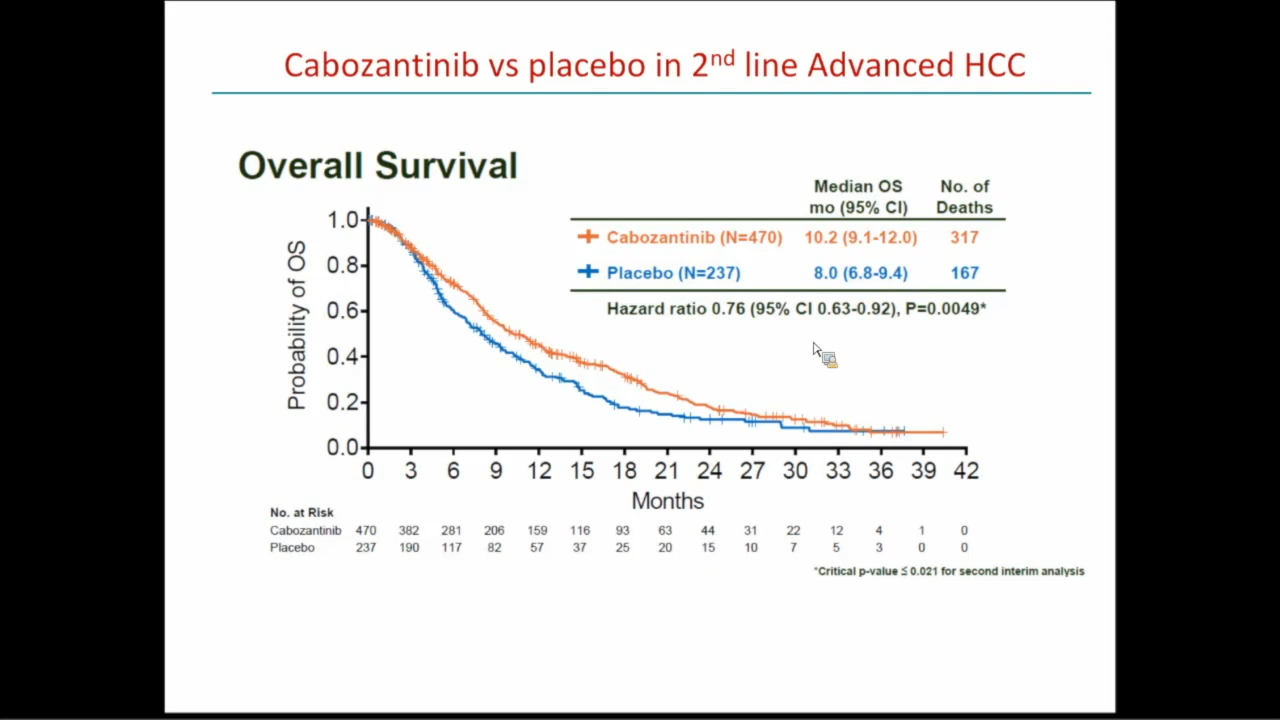 Cabozantinib vs placebo in 2nd line Advanced HCC
Overall Survival
Median OS
mo (95% CI)
No. of
Deaths
Cabozantinib (N=470) 10.2 (9.1-12.0) 317
Placebo (N=237) 8.0 (6.8-9.4) 167
Hazard ratio 0.76 (95% CI 0.63-0.92), P=0.0049*
Probability of OS
1.0
0.8
0.6
0.4
0.2
0.0
0 3 6 9 12 15 18 21 24 27 30 33 36 39 42
Months
No. at Risk
Cabozantinib 470 382 281 206 159 116 93 63 44 31 22 12 4 1 0
Placebo 237 190 117 82 57 37 25 20 15 10 7 5 3 0 0
*Critical p-value ≤ 0.021 for second interim analysis